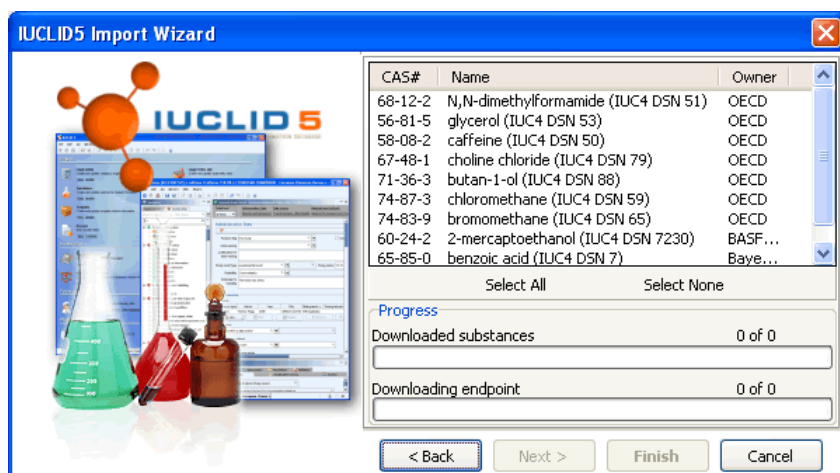 IUCLID5 Import Wizard
IUCLID 5
CAS# Name Owner
68-12-2 N,N-dimethylformamide (IUC4 DSN 51) OECD
56-81-5 glycerol (IUC4 DSN 53) OECD
58-08-2 caffeine (IUC4 DSN 50) OECD
67-48-1 choline chloride (IUC4 DSN 79) OECD
71-36-3 butan-1-ol (IUC4 DSN 88) OECD
74-87-3 chloromethane (IUC4 DSN 59) OECD
74-83-9 bromomethane (IUC4 DSN 65) OECD
60-24-2 2-mercaptoethanol (IUC4 DSN 7230) BASF...
65-85-0 benzoic acid (IUC4 DSN 7) Baye...
Select All Select None
Progress
Downloaded substances 0 of 0
Downloading endpoint 0 of 0
< Back Next > Finish Cancel